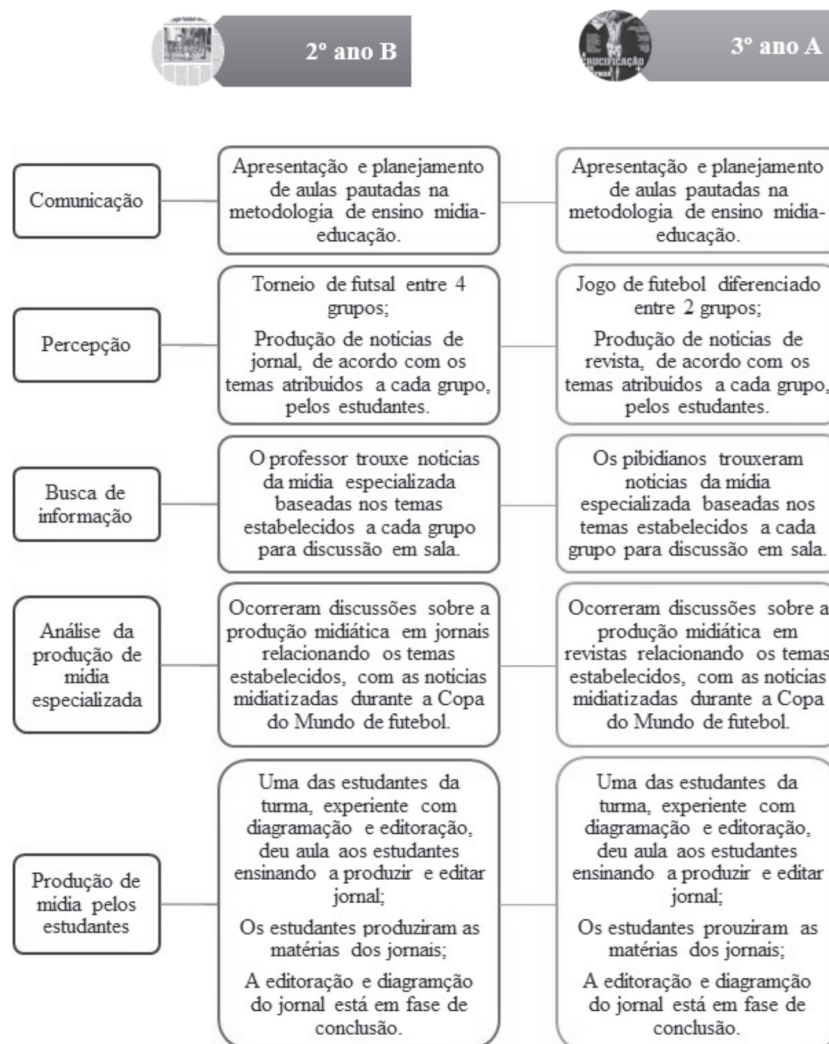 2º ano B
3º ano A
CRUCIFICAÇÃO
Comunicação
Apresentação e planejamento
de aulas pautadas na
metodologia de ensino mídia-
educação.
Apresentação e planejamento
de aulas pautadas na
metodologia de ensino mídia-
educação.
Percepção
Torneio de futsal entre 4
grupos;
Produção de notícias de
jornal, de acordo com os
temas atribuídos a cada grupo,
pelos estudantes.
Jogo de futebol diferenciado
entre 2 grupos;
Produção de notícias de
revista, de acordo com os
temas atribuídos a cada grupo,
pelos estudantes.
Busca de
informação
O professor trouxe notícias
da mídia especializada
baseadas nos temas
estabelecidos a cada grupo
para discussão em sala.
Os pibidianos trouxeram
notícias da mídia
especializada baseadas nos
temas estabelecidos a cada
grupo para discussão em sala.
Análise da
produção de
mídia
especializada
Ocorreram discussões sobre a
produção midiática em jornais
relacionando os temas
estabelecidos, com as notícias
midiatizadas durante a Copa
do Mundo de futebol.
Ocorreram discussões sobre a
produção midiática em
revistas relacionando os temas
estabelecidos, com as notícias
midiatizadas durante a Copa
do Mundo de futebol.
Produção de
mídia pelos
estudantes
Uma das estudantes da
turma, experiente com
diagramação e editoração,
deu aula aos estudantes
ensinando a produzir e editar
jornal;
Os estudantes produziram as
matérias dos jornais;
A editoração e diagramção
do jornal está em fase de
conclusão.
Uma das estudantes da
turma, experiente com
diagramação e editoração,
deu aula aos estudantes
ensinando a produzir e editar
jornal;
Os estudantes prouziram as
matérias dos jornais;
A editoração e diagramção
do jornal está em fase de
conclusão.